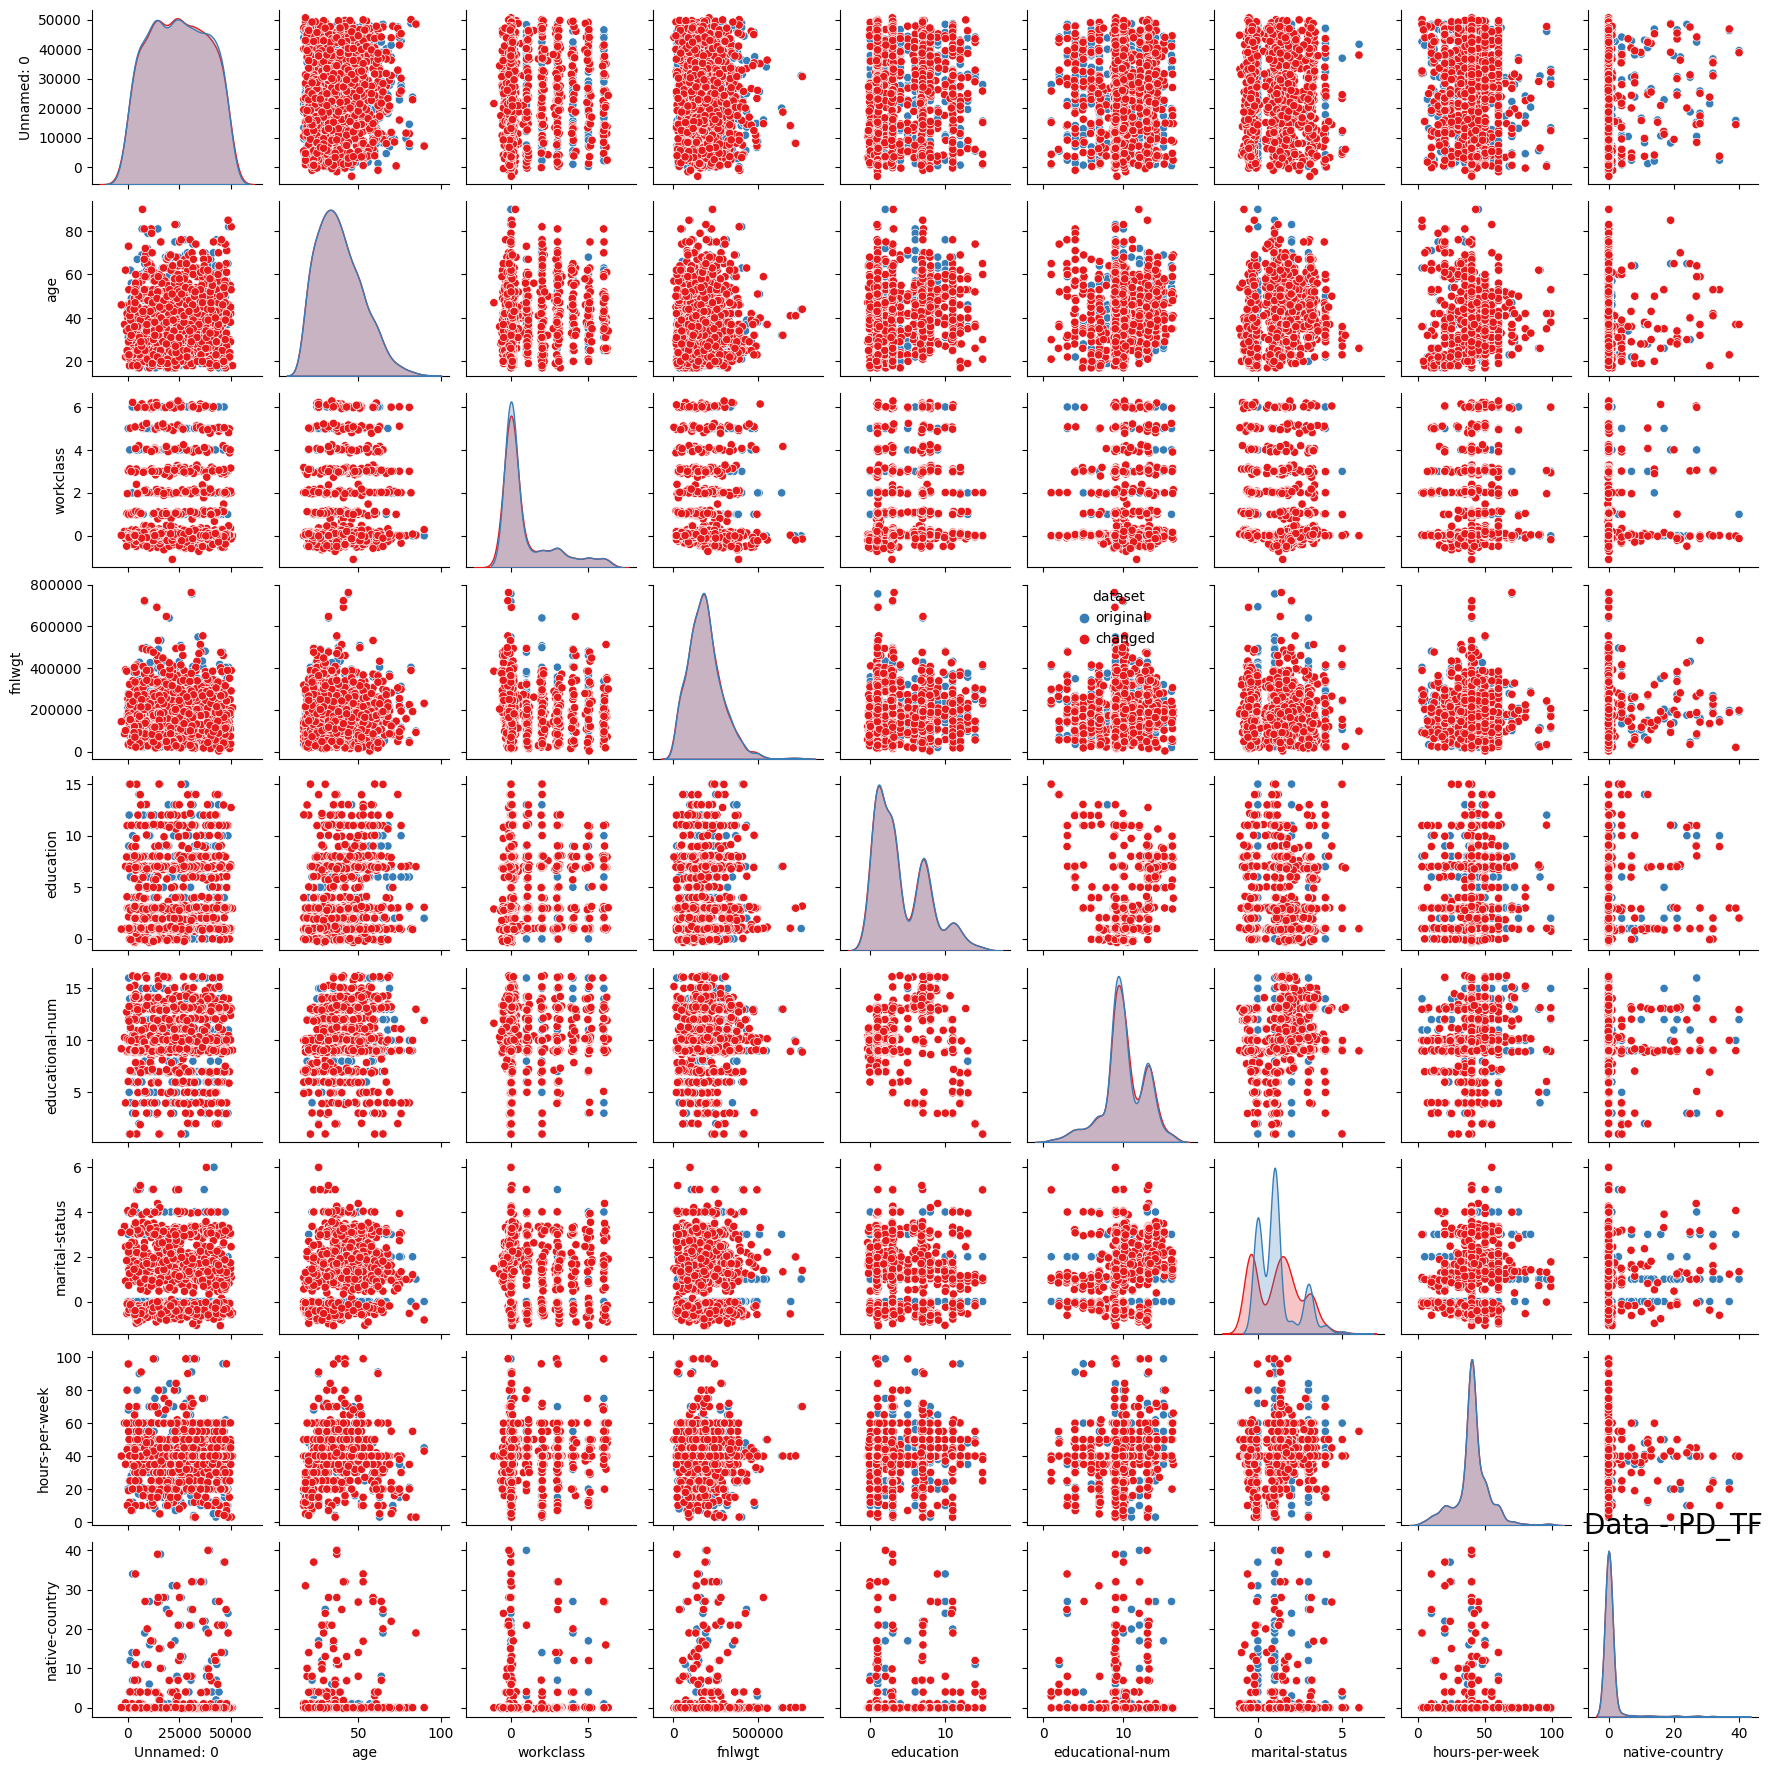 50000
40000
30000
20000
10000
0
Unnamed: 0
80
60
40
20
age
6
4
2
0
workclass
800000
600000
400000
200000
0
fnlwgt
dataset
original
changed
15
10
5
0
education
15
10
5
educational-num
6
4
2
0
marital-status
100
80
60
40
20
0
hours-per-week
Data - PD_TF
40
30
20
10
0
native-country
0 25000 50000
50 100
0 5
0 500000
0 10
0 10
0 5
0 50 100
0 20 40
Unnamed: 0 age workclass fnlwgt education educational-num marital-status hours-per-week native-country